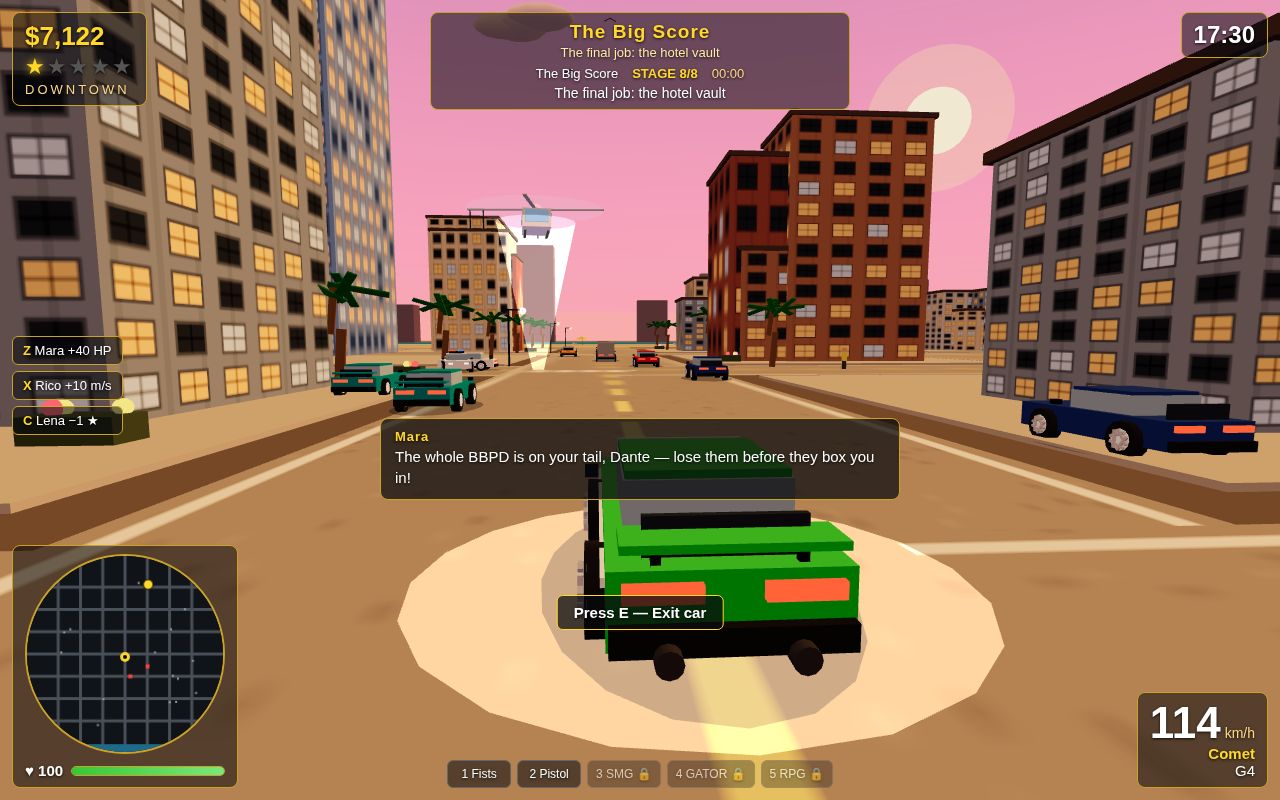 $7,122
★★★★★
DOWNTOWN
The Big Score
The final job: the hotel vault
The Big Score STAGE 8/8 00:00
The final job: the hotel vault
17:30
Z Mara +40 HP
X Rico +10 m/s
C Lena −1 ★
Mara
The whole BBPD is on your tail, Dante — lose them before they box you
in!
Press E — Exit car
♥ 100
1 Fists
2 Pistol
3 SMG 🔒
4 GATOR 🔒
5 RPG 🔒
114 km/h
Comet
G4